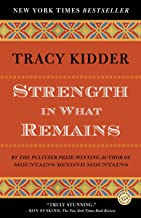 NEW YORK TIMES BESTSELLER
TRACY KIDDER
STRENGTH
IN WHAT
REMAINS
BY THE PULITZER PRIZE-WINNING AUTHOR OF
MOUNTAINS BEYOND MOUNTAINS
"TRULY STUNNING."
—RON SUSKIND, The New York Times Book Review